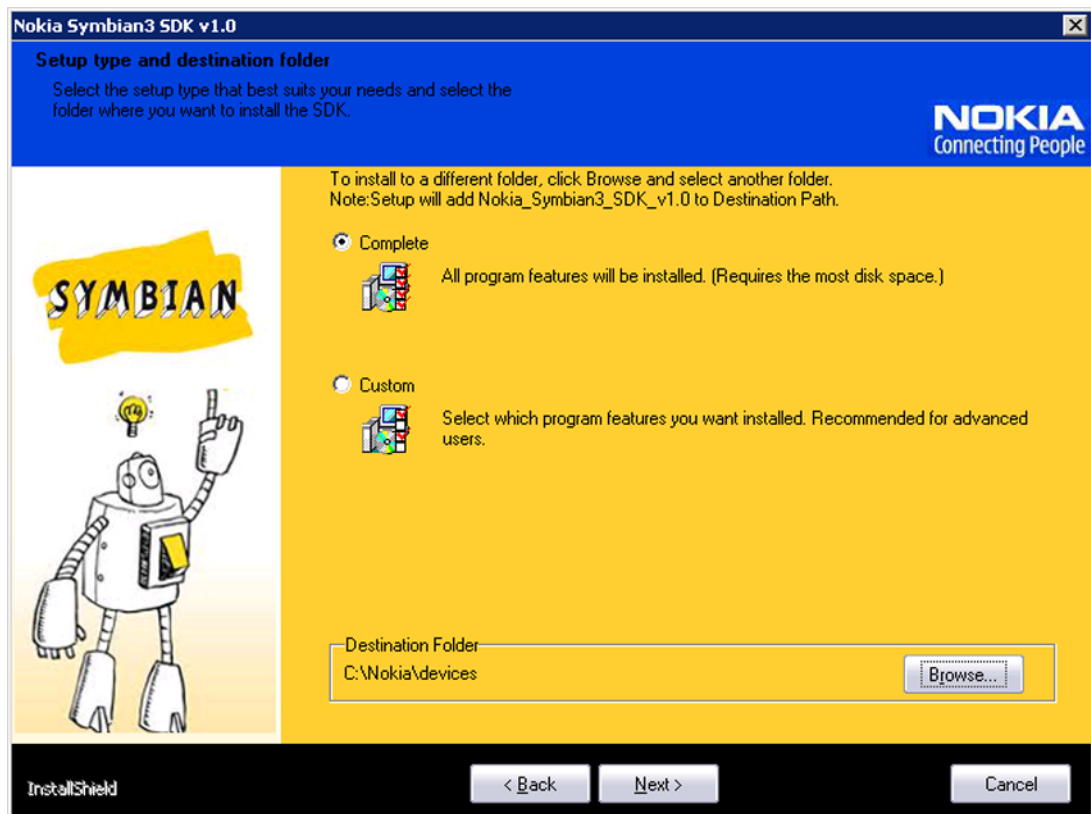 Nokia Symbian3 SDK v1.0
Setup type and destination folder
Select the setup type that best suits your needs and select the
folder where you want to install the SDK.
NOKIA
Connecting People
To install to a different folder, click Browse and select another folder.
Note:Setup will add Nokia_Symbian3_SDK_v1.0 to Destination Path.
SYMBIAN
Complete
All program features will be installed. (Requires the most disk space.)
Custom
Select which program features you want installed. Recommended for advanced
users.
Destination Folder
C:\Nokia\devices
Browse...
InstallShield
< Back
Next >
Cancel